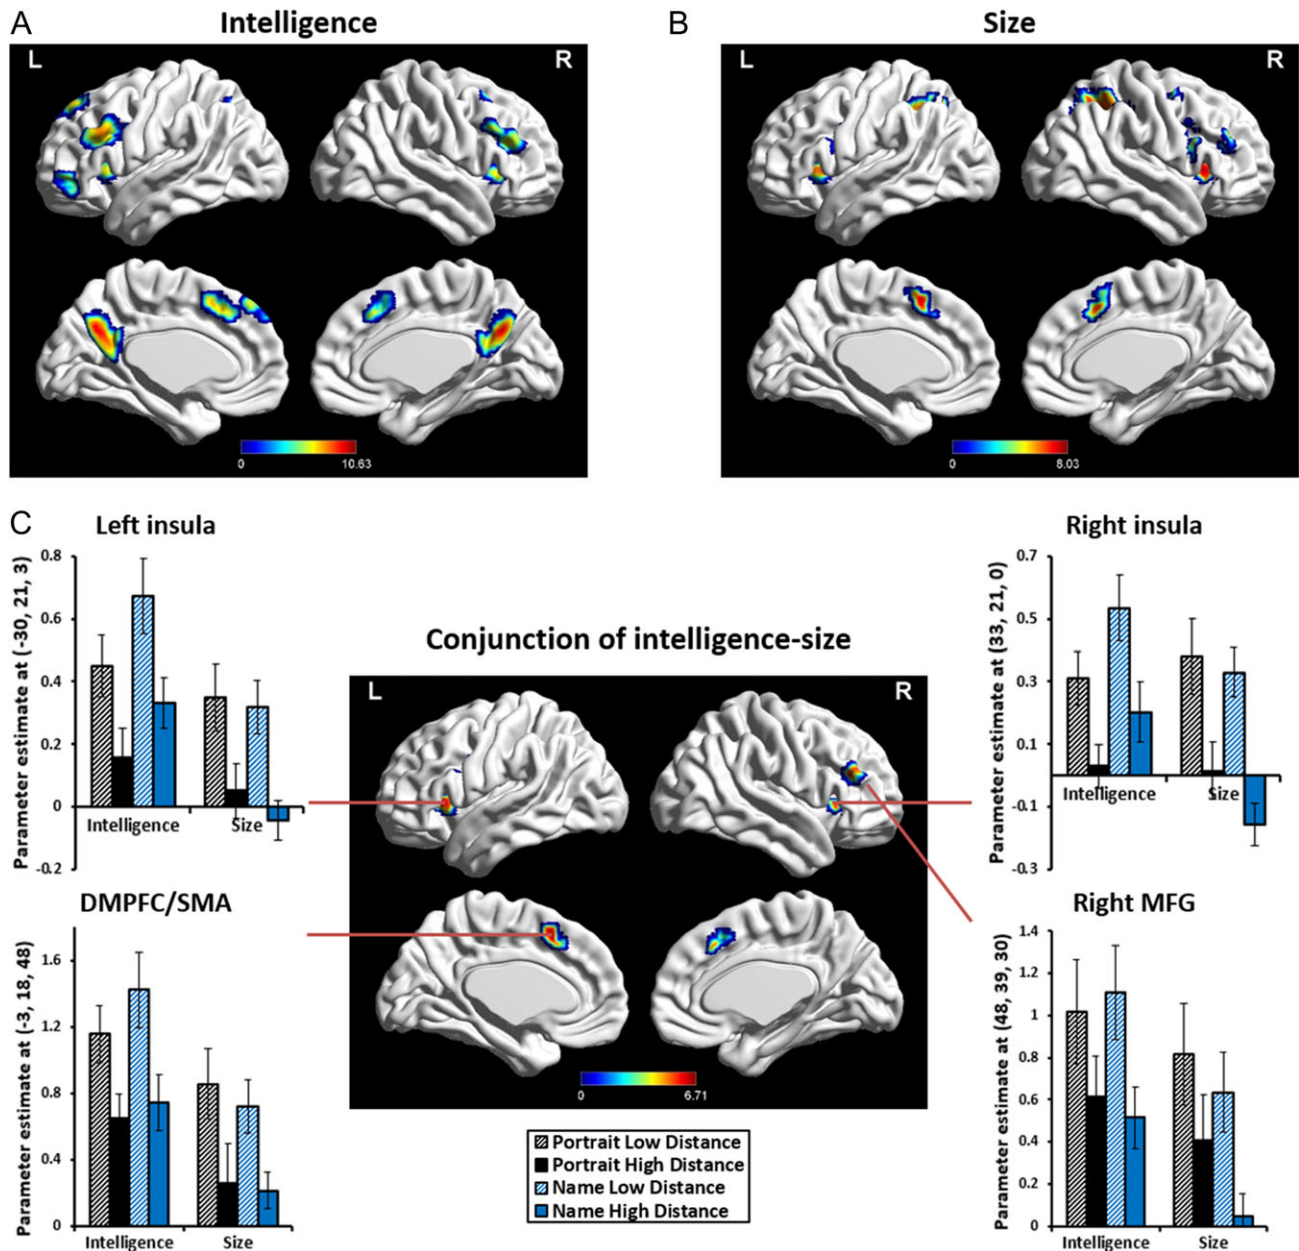 A
Intelligence
L
R
0
10.63
B
Size
L
R
0
8.03
C
Left insula
Parameter estimate at (-30, 21, 3)
0.8
0.6
0.4
0.2
0
-0.2
Intelligence
Size
DMPFC/SMA
Parameter estimate at (-3, 18, 48)
1.6
1.2
0.8
0.4
0
Intelligence
Size
Conjunction of intelligence-size
L
R
0
6.71
Portrait Low Distance
Portrait High Distance
Name Low Distance
Name High Distance
Right insula
Parameter estimate at (33, 21, 0)
0.7
0.5
0.3
0.1
-0.1
-0.3
Intelligence
Size
Right MFG
Parameter estimate at (48, 39, 30)
1.4
1.2
1
0.8
0.6
0.4
0.2
0
Intelligence
Size